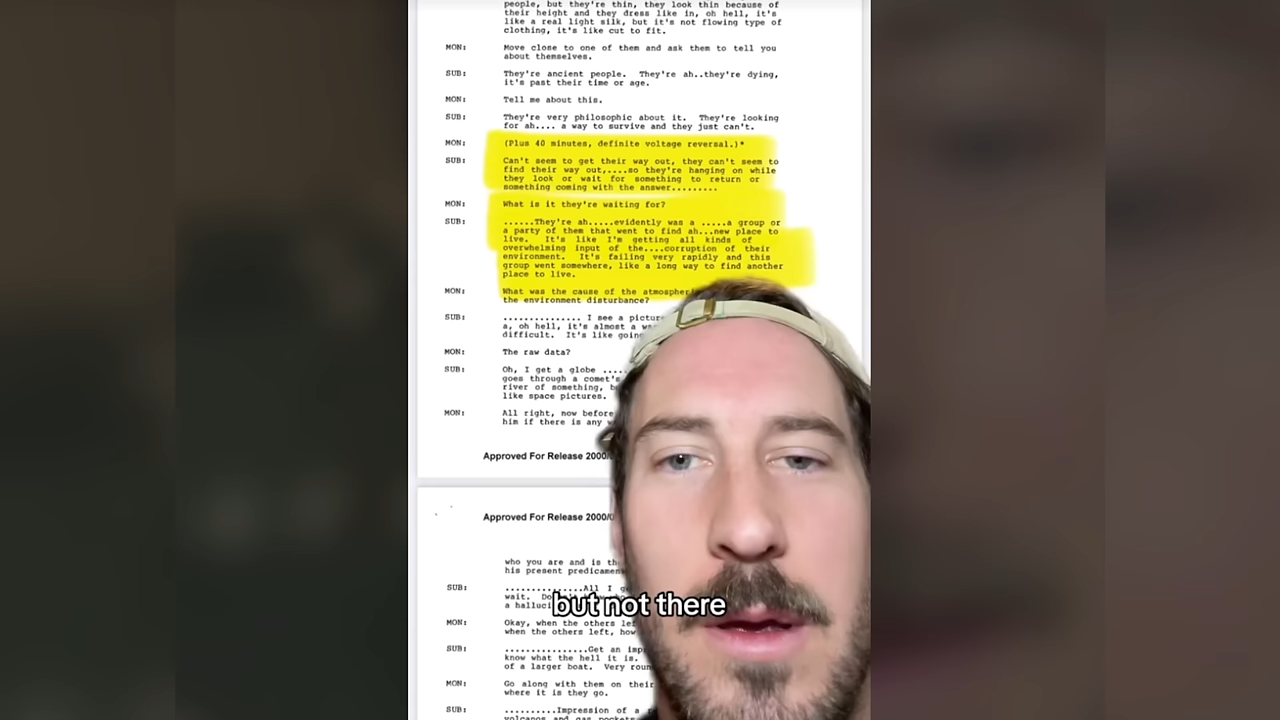 people, but they're thin, they look thin because of
their height and they dress like in, oh hell, it's
like a real light silk, but it's not flowing type of
clothing, it's like cut to fit.
MON: Move close to one of them and ask them to tell you
about themselves.
SUB: They're ancient people. They're ah..they're dying,
it's past their time or age.
MON: Tell me about this.
SUB: They're very philosophic about it. They're looking
for ah.... a way to survive and they just can't.
MON: (Plus 40 minutes, definite voltage reversal.)*
SUB: Can't seem to get their way out, they can't seem to
find their way out,....so they're hanging on while
they look or wait for something to return or
something coming with the answer.........
MON: What is it they're waiting for?
SUB: ......They're ah.....evidently was a .....a group or
a party of them that went to find ah...new place to
live. It's like I'm getting all kinds of
overwhelming input of the....corruption of their
environment. It's failing very rapidly and this
group went somewhere, like a long way to find another
place to live.
MON: What was the cause of the
the environment disturbance?
SUB: ............... I see a
a, oh hell, it's almost a
difficult. It's like
MON: The raw data?
SUB: Oh, I get a globe ....
goes through a comet's
river of something,
like space pictures.
MON: All right, now before
him if there is any
Approved For Release
Approved For Release
who you are and is
his present
SUB: ...............All I
wait.
a
but not there
MON: Okay, when the others
when the others left,
SUB: ...............Get an
know what the hell it is.
of a larger boat. Very
MON: Go along with them on their
where it is they go.
SUB: ..........Impression of a
volcanos and gas pockets